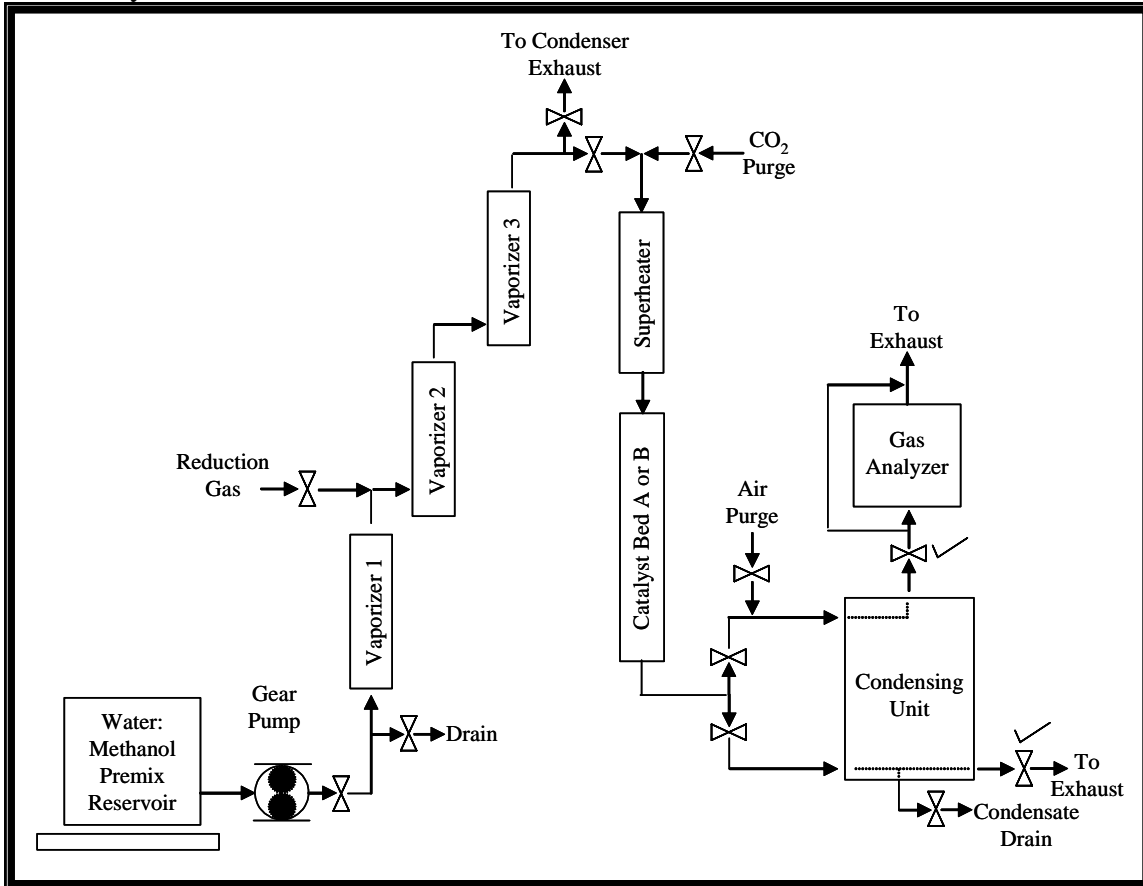 To Condenser
Exhaust
CO₂
Purge
Vaporizer 3
Superheater
To
Exhaust
Vaporizer 2
Gas
Analyzer
Reduction
Gas
Catalyst Bed A or B
Air
Purge
Vaporizer 1
Gear
Pump
Condensing
Unit
Water:
Methanol
Premix
Reservoir
Drain
To
Exhaust
Condensate
Drain